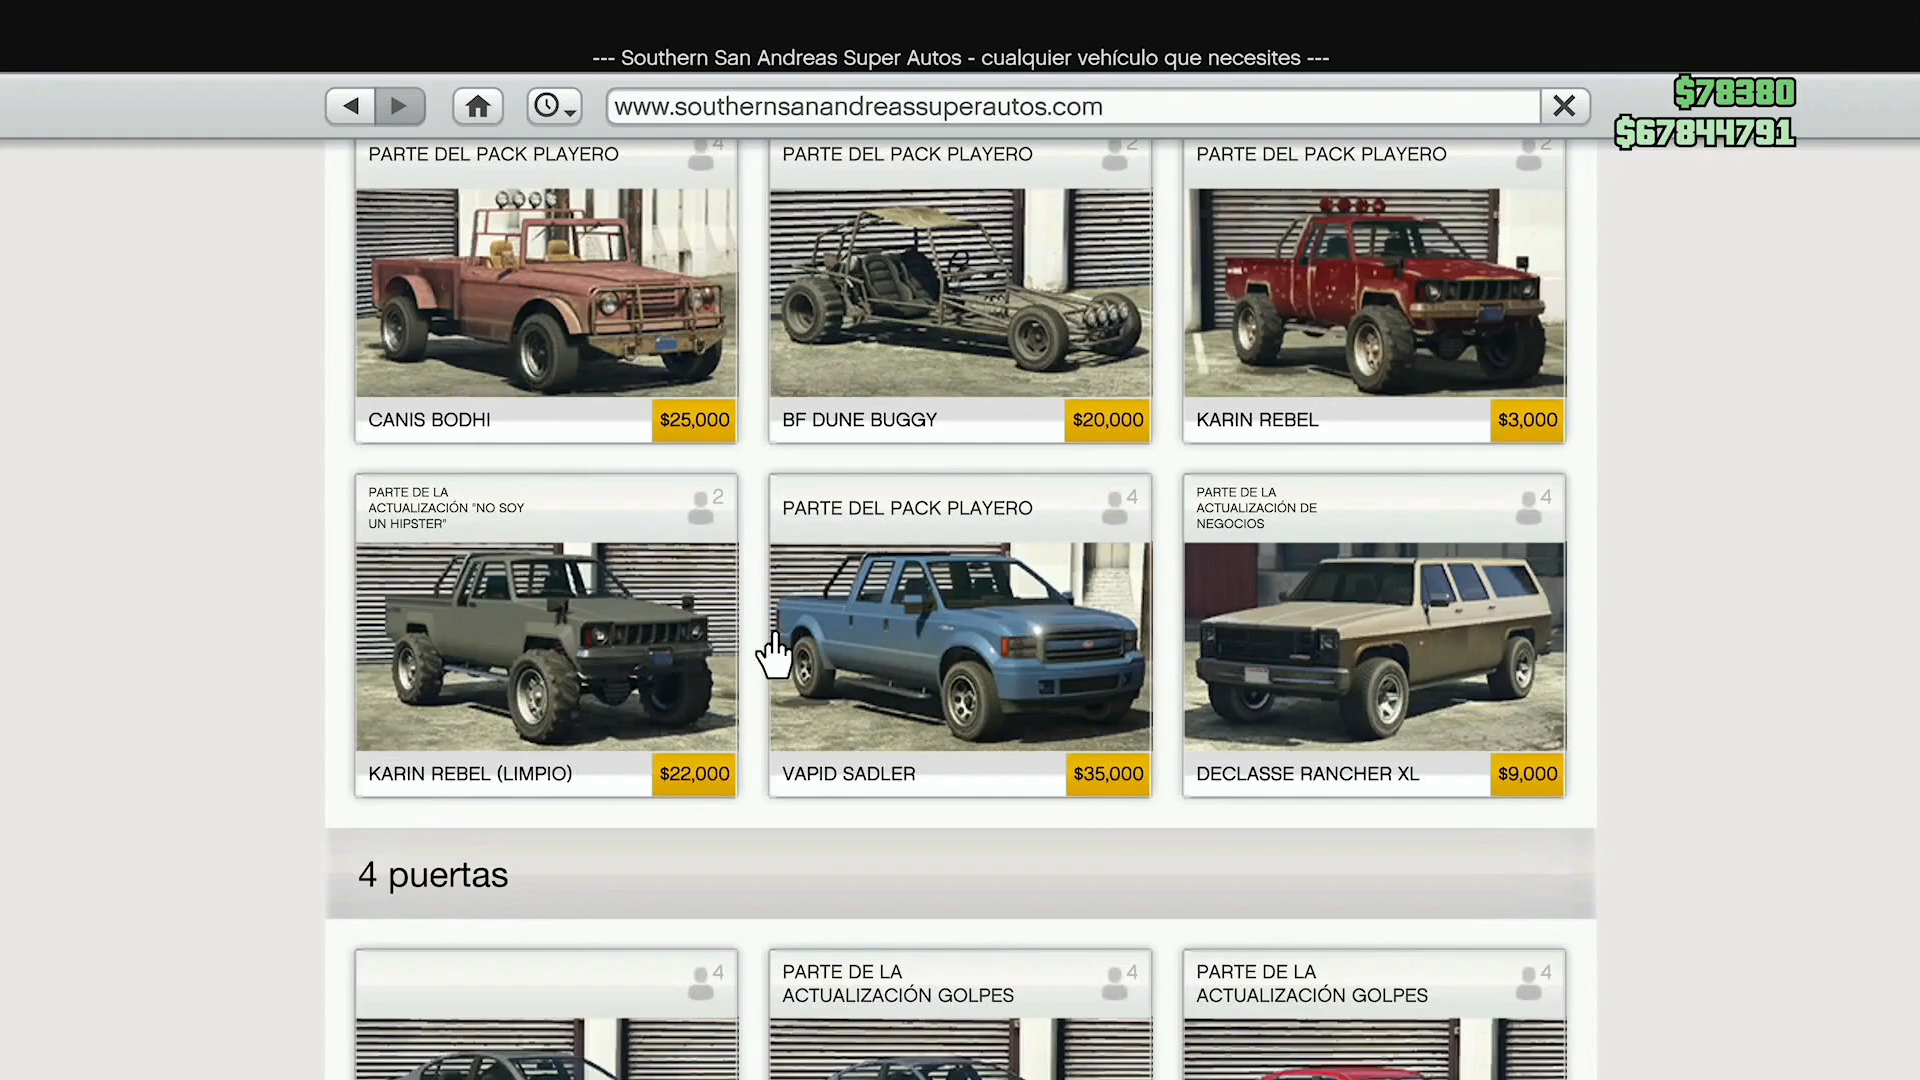 --- Southern San Andreas Super Autos - cualquier vehículo que necesites ---
www.southernsanandreassuperautos.com
$78380
$67844791
PARTE DEL PACK PLAYERO
4
PARTE DEL PACK PLAYERO
2
PARTE DEL PACK PLAYERO
2
CANIS BODHI
$25,000
BF DUNE BUGGY
$20,000
KARIN REBEL
$3,000
PARTE DE LA
ACTUALIZACIÓN "NO SOY
UN HIPSTER"
2
PARTE DEL PACK PLAYERO
4
PARTE DE LA
ACTUALIZACIÓN DE
NEGOCIOS
4
KARIN REBEL (LIMPIO)
$22,000
VAPID SADLER
$35,000
DECLASSE RANCHER XL
$9,000
4 puertas
4
PARTE DE LA
ACTUALIZACIÓN GOLPES
4
PARTE DE LA
ACTUALIZACIÓN GOLPES
4